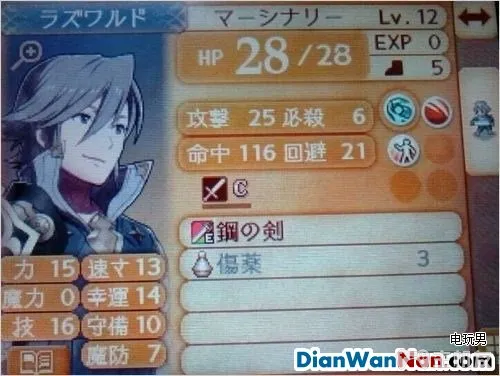 ラズワルド
マーシナリー Lv.12
HP 28/28
EXP 0
5
攻撃 25 必殺 6
命中 116 回避 21
C
鋼の剣
傷薬 3
力 15 速さ 13
魔力 0 幸運 14
技 16 守備 10
魔防 7
电玩男
DianWanNan.com